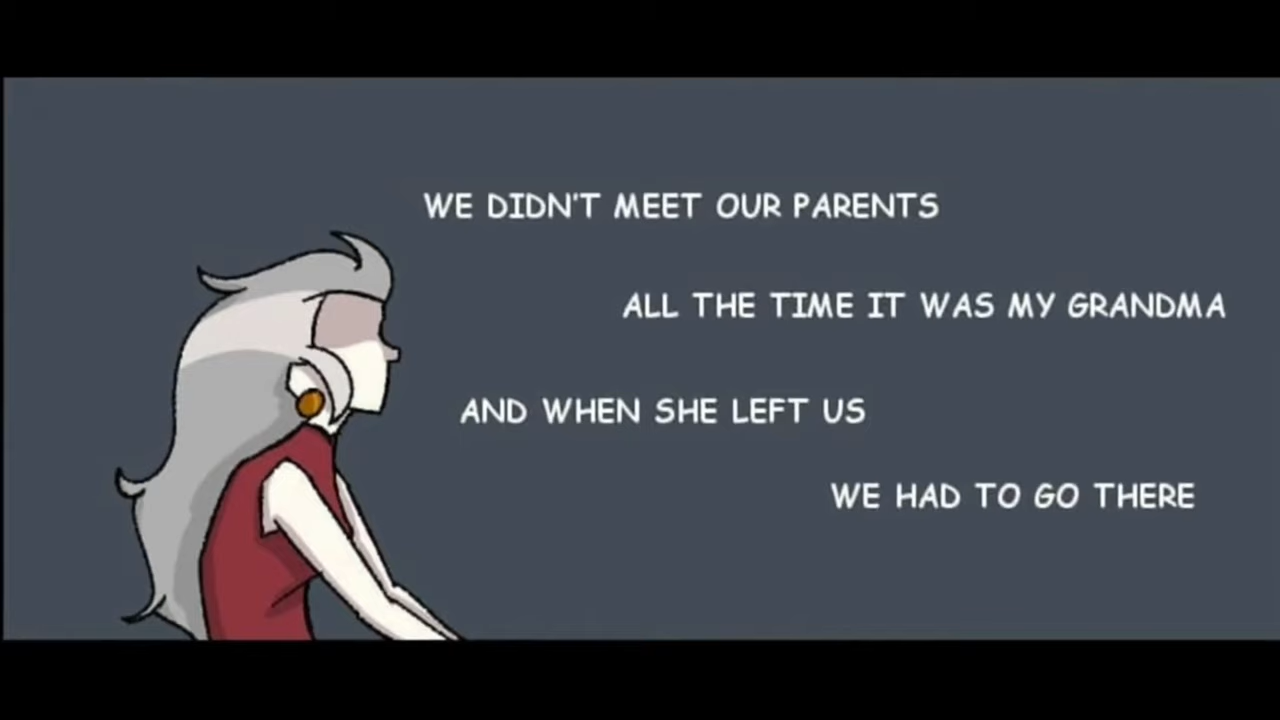 WE DIDN'T MEET OUR PARENTS
ALL THE TIME IT WAS MY GRANDMA
AND WHEN SHE LEFT US
WE HAD TO GO THERE